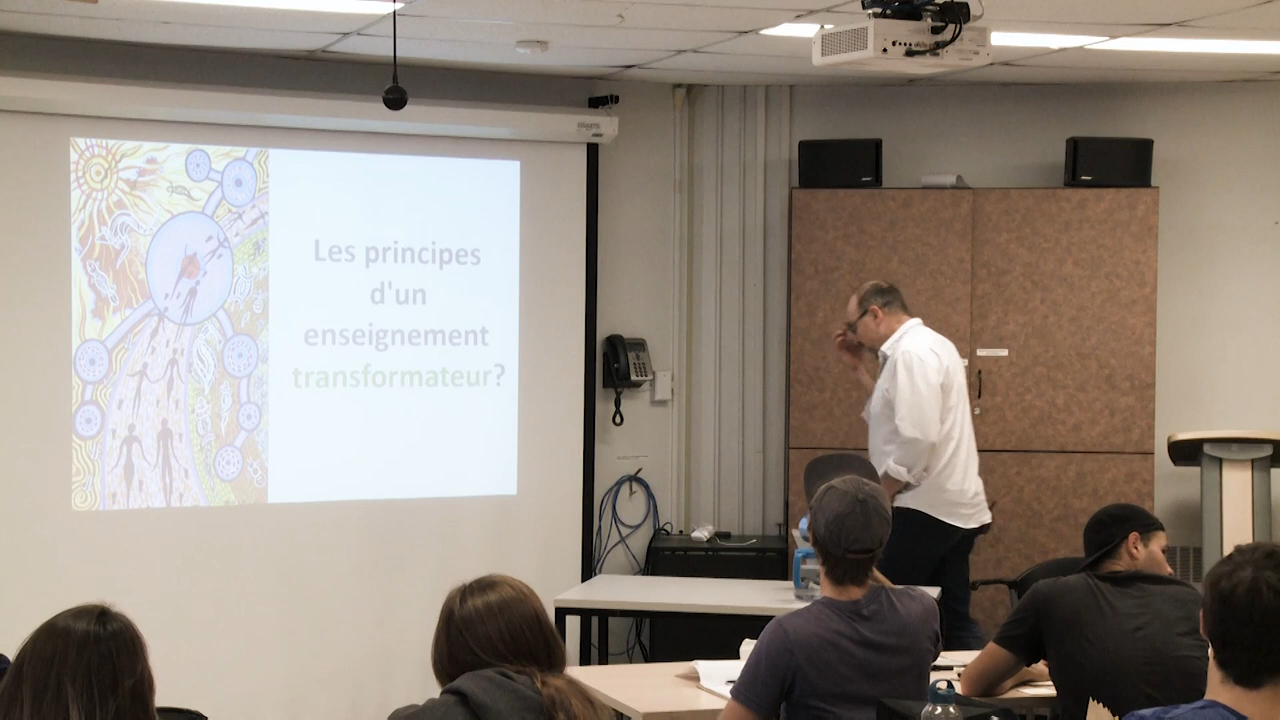 Les principes
d'un
enseignement
transformateur?